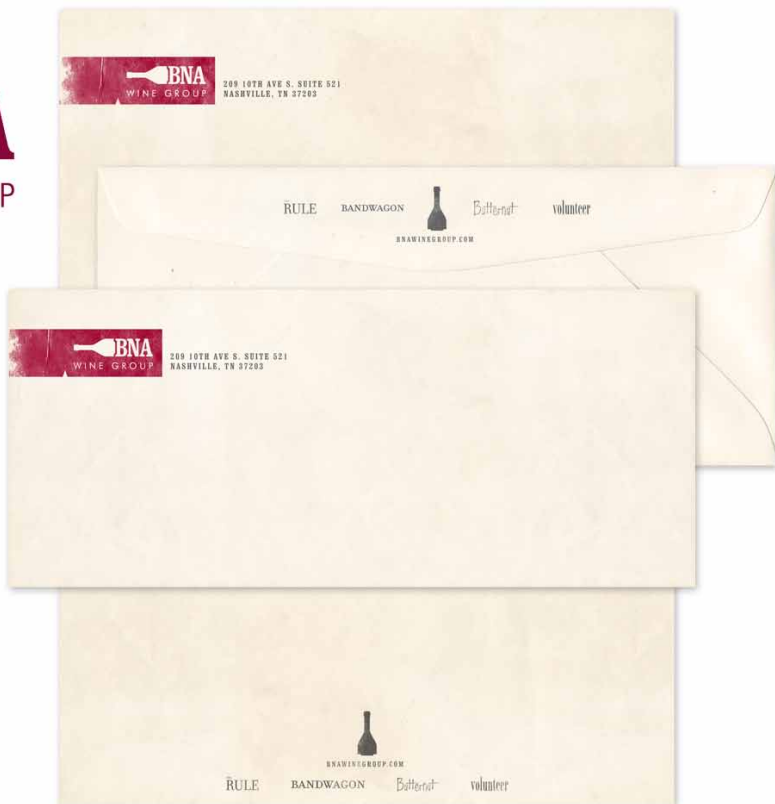 BNA
WINE GROUP
209 10TH AVE S. SUITE 521
NASHVILLE, TN 37203
A
P
RULE BANDWAGON Butternut volunteer
BNAWINEGROUP.COM
BNA
WINE GROUP
209 10TH AVE S. SUITE 521
NASHVILLE, TN 37203
BNAWINEGROUP.COM
RULE BANDWAGON Butternut volunteer